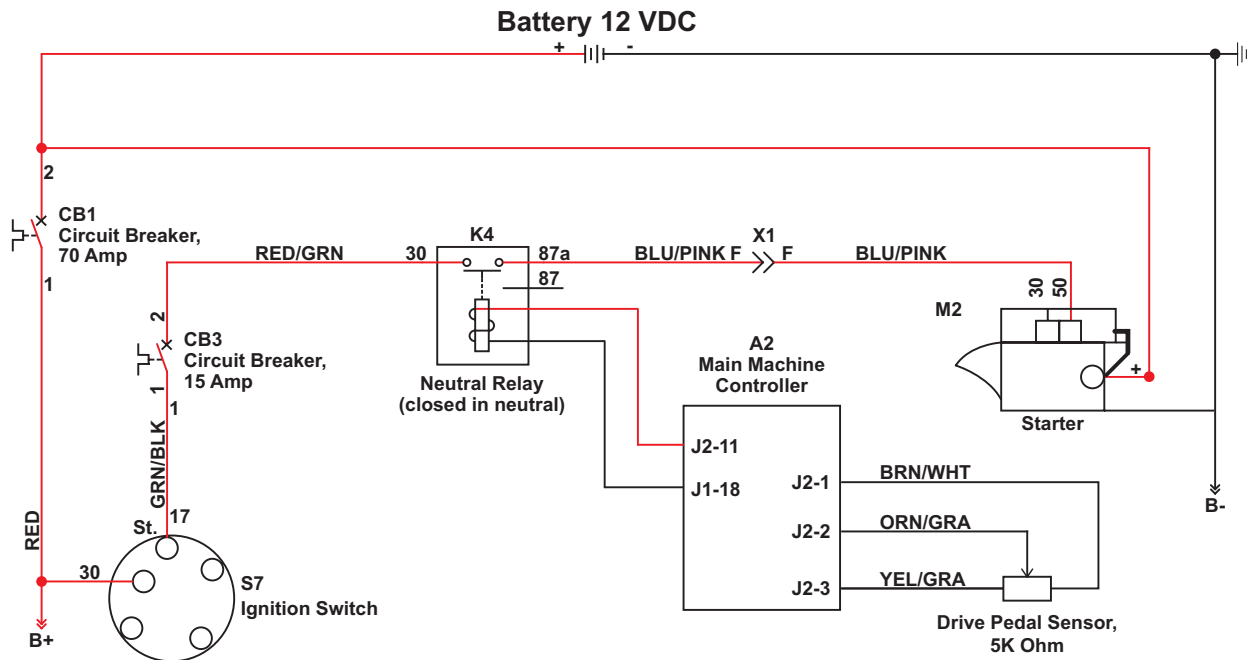 Battery 12 VDC
+
-
2
CB1
Circuit Breaker,
70 Amp
1
RED/GRN
30
K4
87a
87
BLU/PINK F
X1
F
BLU/PINK
30
50
M2
+
Starter
2
CB3
Circuit Breaker,
15 Amp
1
1
Neutral Relay
(closed in neutral)
A2
Main Machine
Controller
J2-11
J1-18
J2-1
J2-2
J2-3
BRN/WHT
ORN/GRA
YEL/GRA
Drive Pedal Sensor,
5K Ohm
B-
GRN/BLK
RED
St.
17
30
S7
Ignition Switch
B+